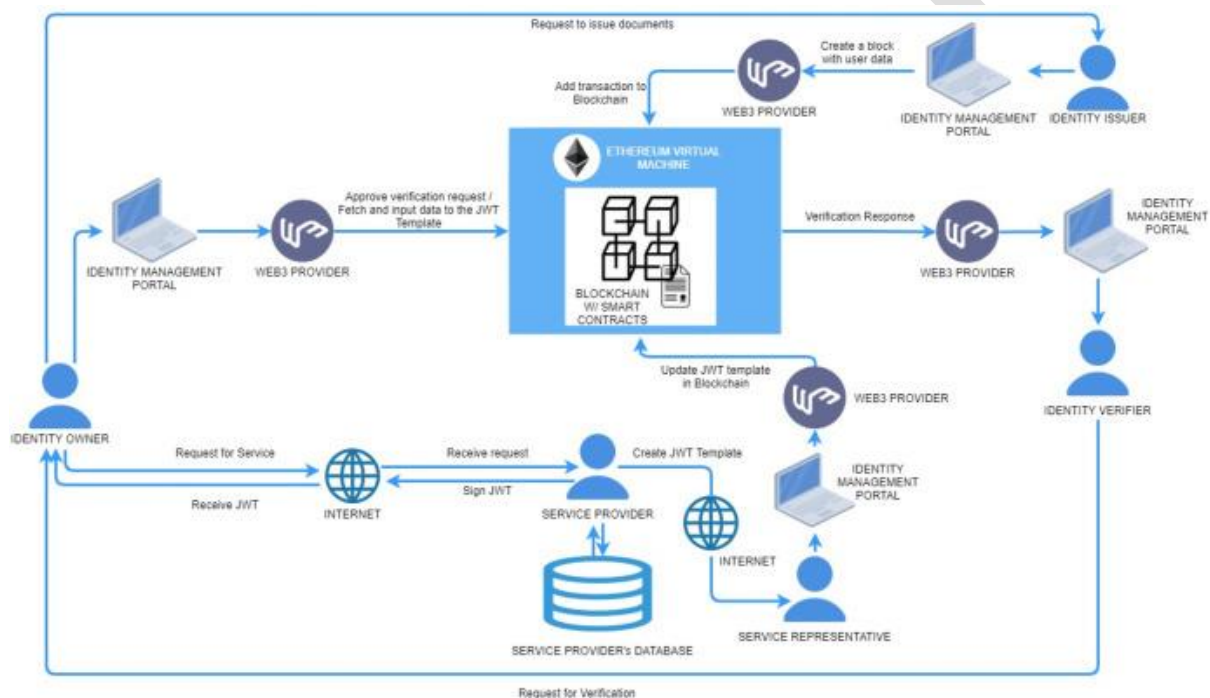 Request to issue documents
Create a block
with user data
Add transaction to
Blockchain
WEB3 PROVIDER
IDENTITY MANAGEMENT
PORTAL
IDENTITY ISSUER
ETHEREUM VIRTUAL
MACHINE
Approve verification request /
Fetch and input data to the JWT
Template
IDENTITY MANAGEMENT
PORTAL
WEB3 PROVIDER
BLOCKCHAIN
W/ SMART
CONTRACTS
Verification Response
WEB3 PROVIDER
IDENTITY
MANAGEMENT
PORTAL
Update JWT template
in Blockchain
WEB3 PROVIDER
IDENTITY VERIFIER
IDENTITY OWNER
Request for Service
Receive JWT
INTERNET
Receive request
Sign JWT
SERVICE PROVIDER
Create JWT Template
IDENTITY
MANAGEMENT
PORTAL
INTERNET
SERVICE REPRESENTATIVE
SERVICE PROVIDER's DATABASE
Request for Verification